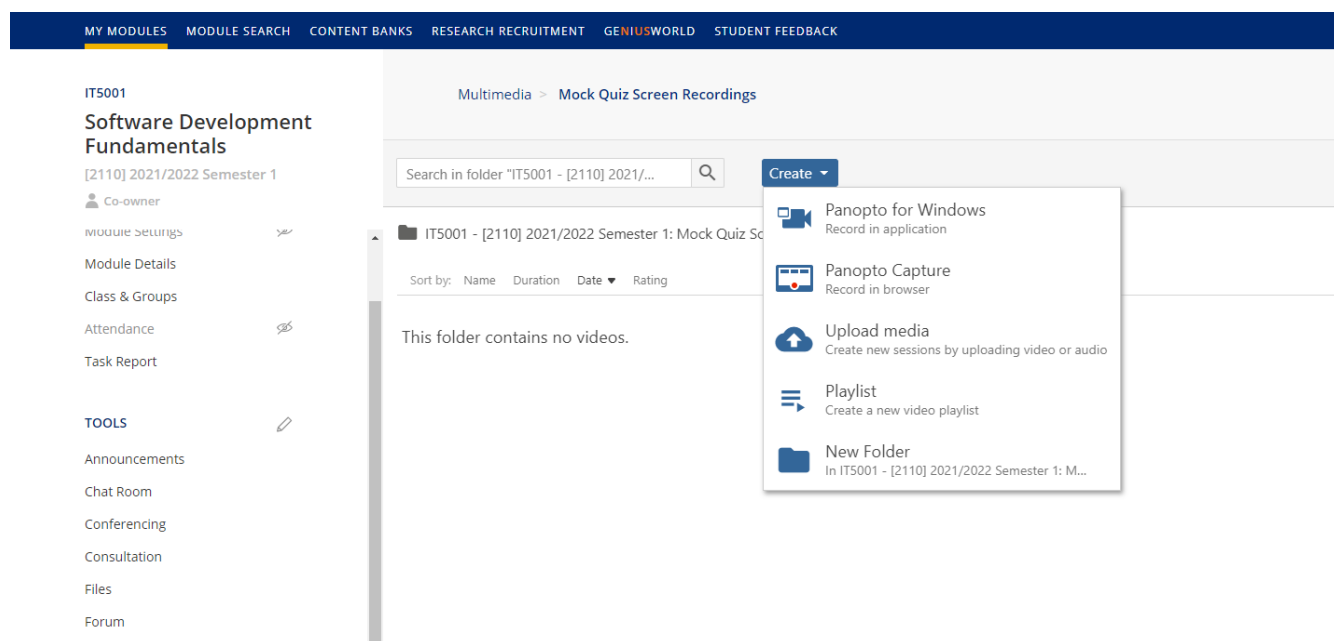 MY MODULES MODULE SEARCH CONTENT BANKS RESEARCH RECRUITMENT GENIUSWORLD STUDENT FEEDBACK
IT5001
Software Development
Fundamentals
[2110] 2021/2022 Semester 1
Co-owner
Module Settings
Module Details
Class & Groups
Attendance
Task Report
TOOLS
Announcements
Chat Room
Conferencing
Consultation
Files
Forum
Multimedia > Mock Quiz Screen Recordings
Search in folder "IT5001 - [2110] 2021/...
Create
IT5001 - [2110] 2021/2022 Semester 1: Mock Quiz Sc
Sort by: Name Duration Date Rating
This folder contains no videos.
Panopto for Windows
Record in application
Panopto Capture
Record in browser
Upload media
Create new sessions by uploading video or audio
Playlist
Create a new video playlist
New Folder
In IT5001 - [2110] 2021/2022 Semester 1: M...